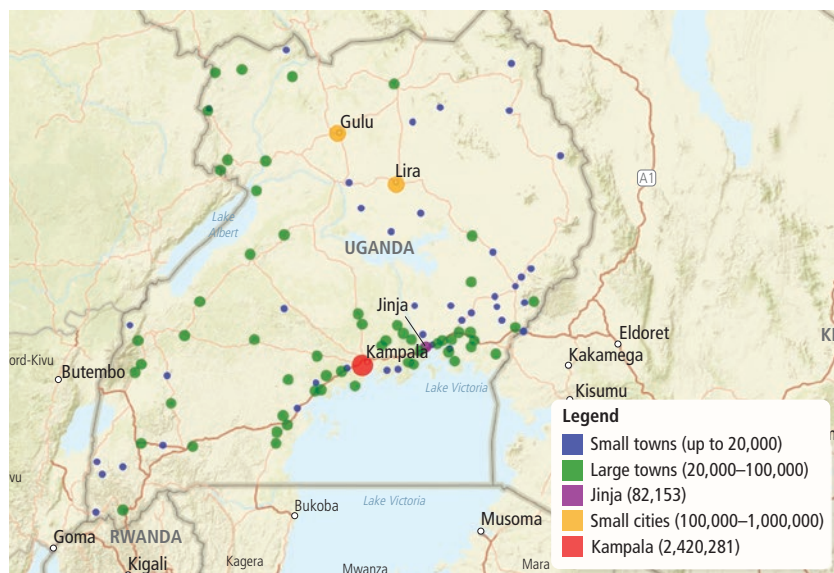 Gulu
Lira
A1
Lake
Albert
UGANDA
Jinja
Eldoret
Kampala
Kakamega
ord-Kivu
Butembo
Kisumu
Lake Victoria
Legend
Small towns (up to 20,000)
Large towns (20,000–100,000)
Jinja (82,153)
Small cities (100,000–1,000,000)
Kampala (2,420,281)
vu
Lake Victoria
Bukoba
Musoma
RWANDA
Goma
Kigali
Kagera
Mwanza
Mara